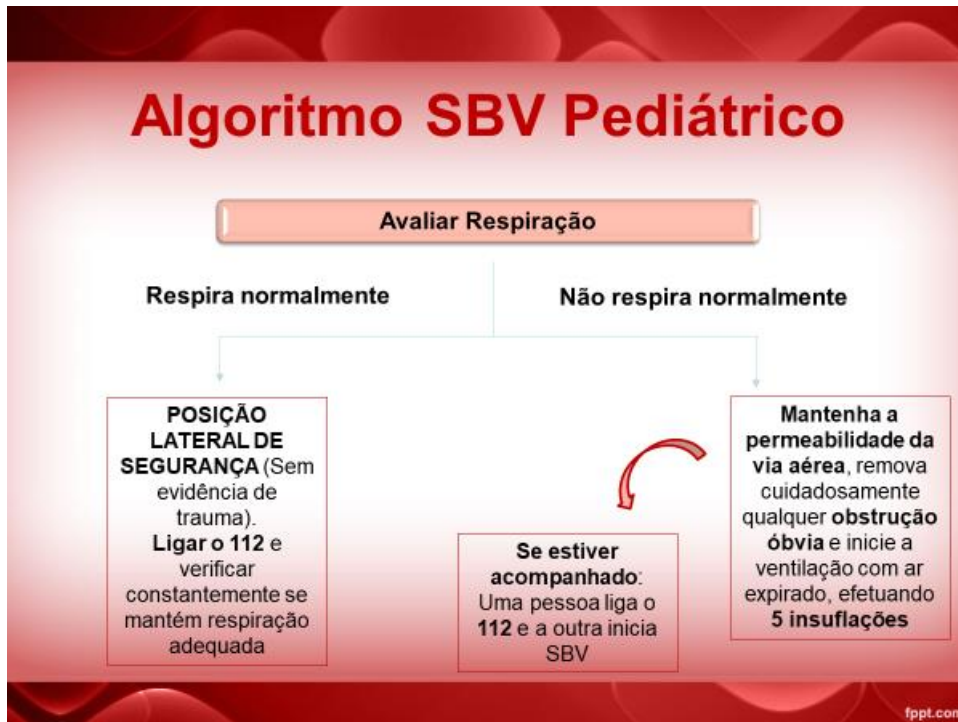 Algoritmo SBV Pediátrico
Avaliar Respiração
Respira normalmente
Não respira normalmente
POSIÇÃO
LATERAL DE
SEGURANÇA (Sem
evidência de
trauma).
Ligar o 112 e
verificar
constantemente se
mantém respiração
adequada
Mantenha a
permeabilidade da
via aérea, remova
cuidadosamente
qualquer obstrução
óbvia e inicie a
ventilação com ar
expirado, efetuando
5 insuflações
Se estiver
acompanhado:
Uma pessoa liga o
112 e a outra inicia
SBV
fppt.com